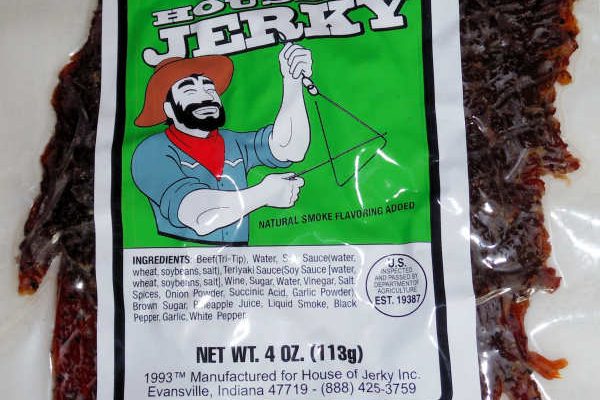 HOUSE
JERKY
NATURAL SMOKE FLAVORING ADDED
INGREDIENTS: Beef(Tri-Tip), Water, Soy Sauce(water,
wheat, soybeans, salt), Teriyaki Sauce(Soy Sauce [water,
wheat, soybeans, salt], Wine, Sugar, Water, Vinegar, Salt,
Spices, Onion Powder, Succinic Acid, Garlic Powder),
Brown Sugar, Pineapple Juice, Liquid Smoke, Black
Pepper, Garlic, White Pepper
U.S.
INSPECTED
AND PASSED BY
DEPARTMENT OF
AGRICULTURE
EST. 19387
NET WT. 4 OZ. (113g)
1993™ Manufactured for House of Jerky Inc.
Evansville, Indiana 47719 - (888) 425-3759